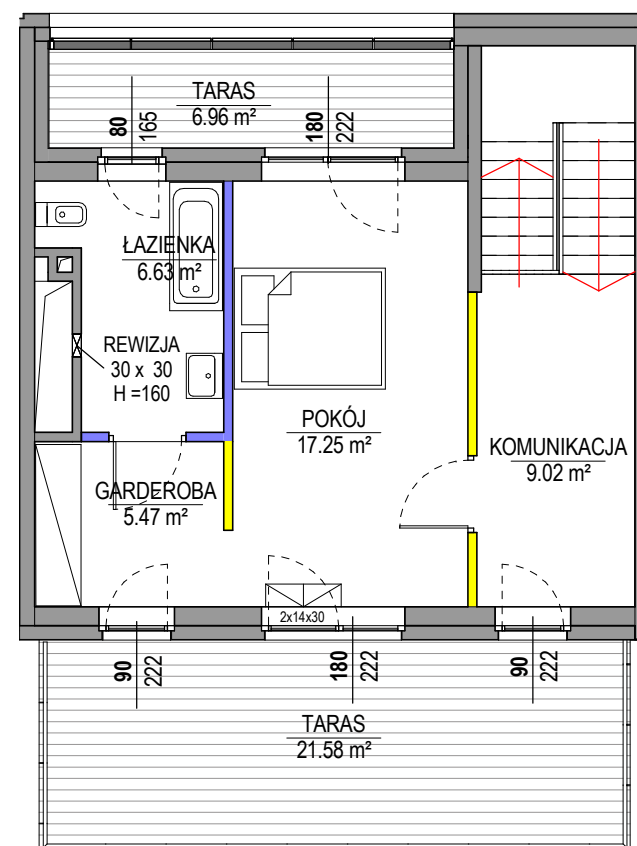 TARAS
6.96 m²
80
165
180
222
ŁAZIENKA
6.63 m²
REWIZJA
30 x 30
H =160
POKÓJ
17.25 m²
KOMUNIKACJA
9.02 m²
GARDEROBA
5.47 m²
2x14x30
90
222
180
222
90
222
TARAS
21.58 m²